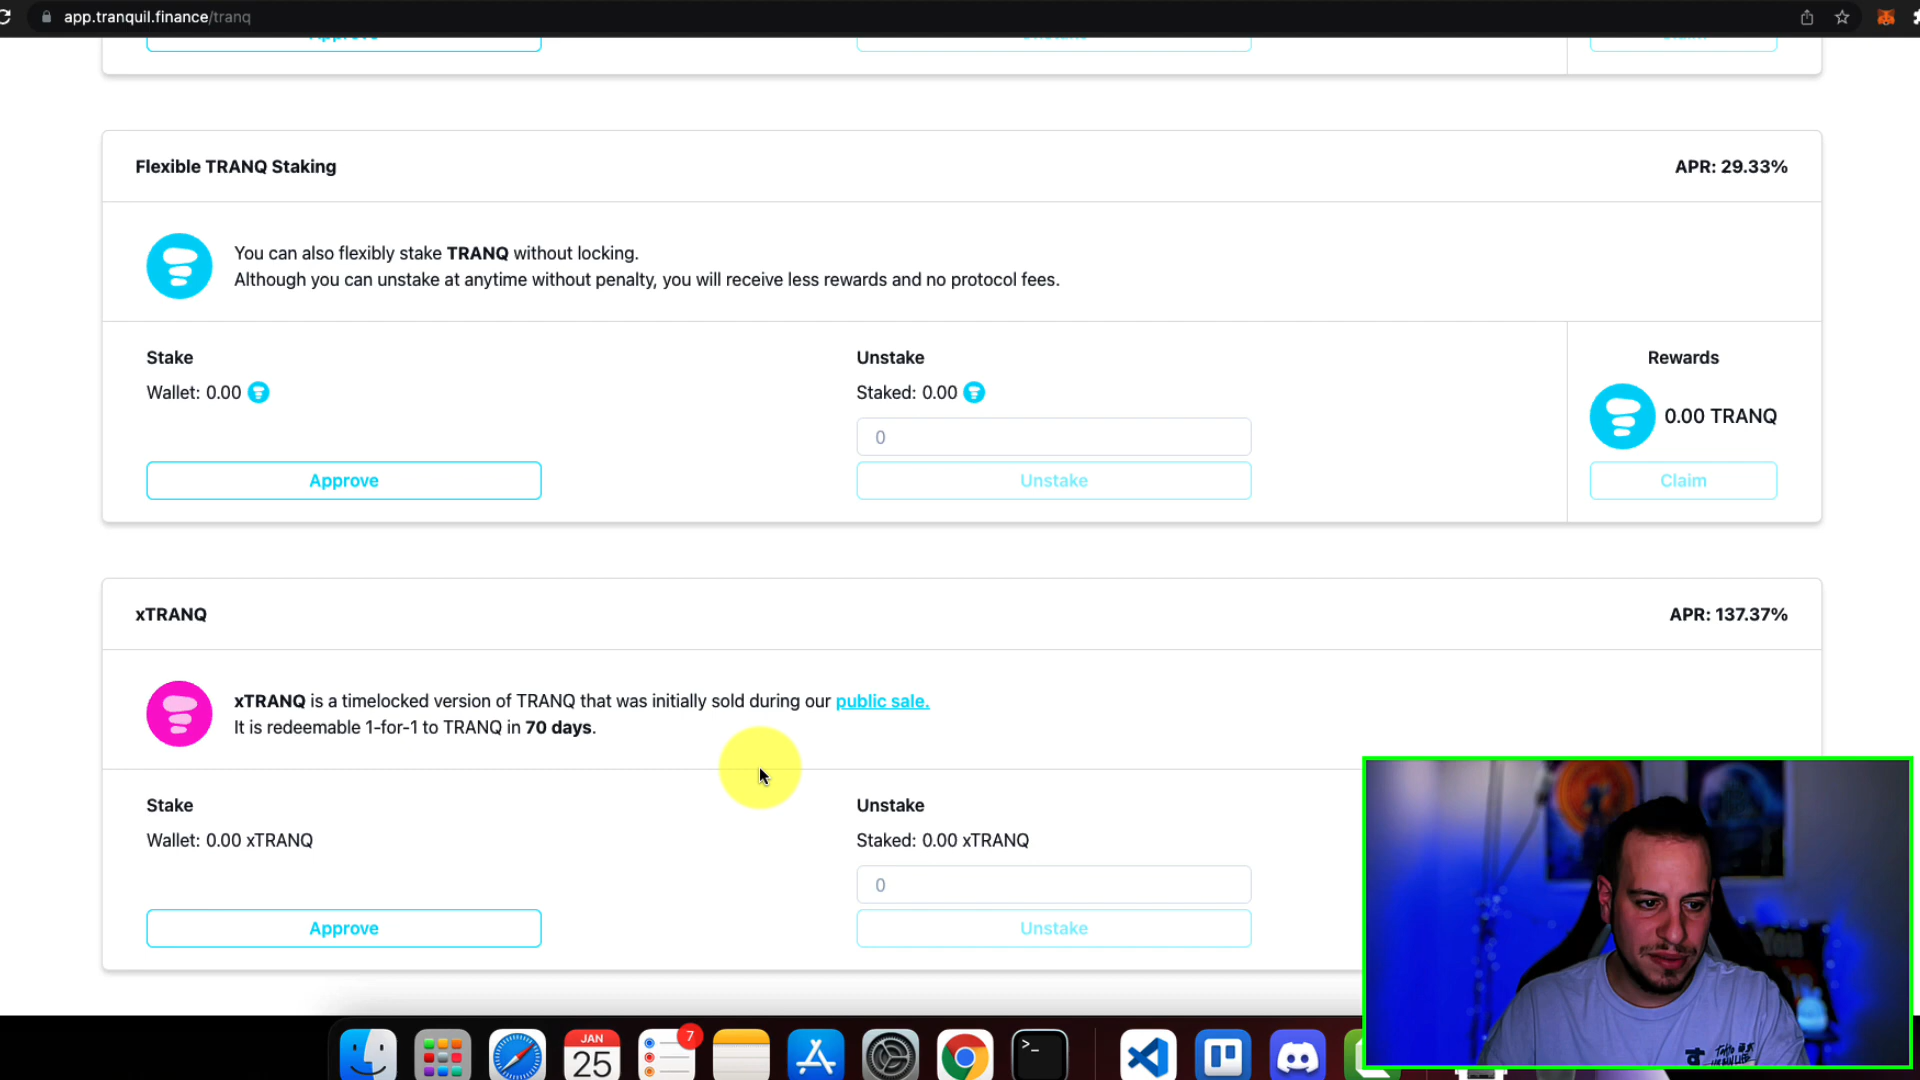 app.tranquil.finance/tranq
Approve
Unstake
Claim
Flexible TRANQ Staking
APR: 29.33%
You can also flexibly stake TRANQ without locking.
Although you can unstake at anytime without penalty, you will receive less rewards and no protocol fees.
Stake
Unstake
Rewards
Wallet: 0.00
Staked: 0.00
0.00 TRANQ
0
Approve
Unstake
Claim
xTRANQ
APR: 137.37%
xTRANQ is a timelocked version of TRANQ that was initially sold during our public sale.
It is redeemable 1-for-1 to TRANQ in 70 days.
Stake
Unstake
Wallet: 0.00 xTRANQ
Staked: 0.00 xTRANQ
0
Approve
Unstake
7
JAN
25
>_